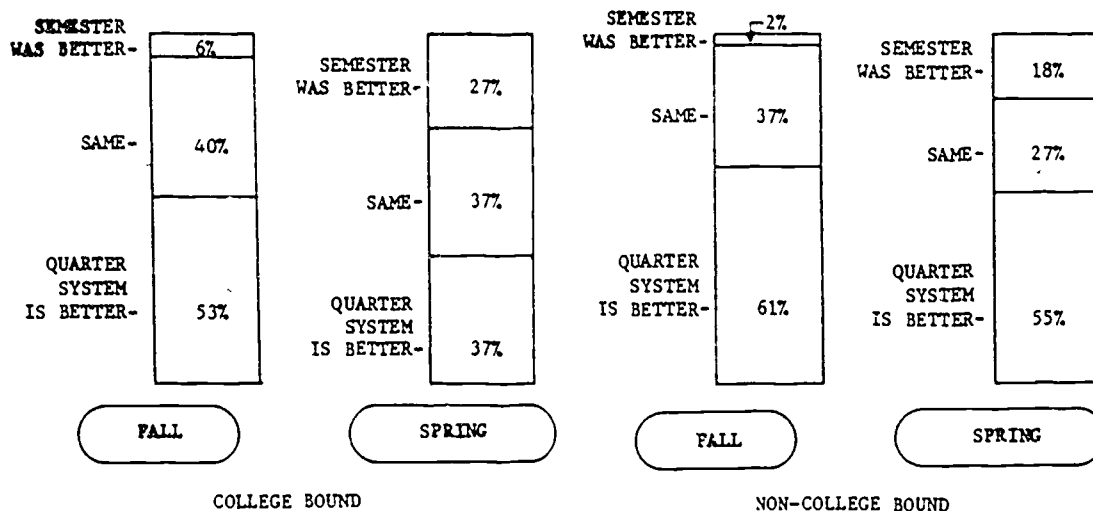 SEMESTER
WAS BETTER-
6%
SAME-
40%
QUARTER
SYSTEM
IS BETTER-
53%
FALL
SEMESTER
WAS BETTER-
27%
SAME-
37%
QUARTER
SYSTEM
IS BETTER-
37%
SPRING
COLLEGE BOUND
SEMESTER
WAS BETTER-
2%
SAME-
37%
QUARTER
SYSTEM
IS BETTER-
61%
FALL
SEMESTER
WAS BETTER-
18%
SAME-
27%
QUARTER
SYSTEM
IS BETTER-
55%
SPRING
NON-COLLEGE BOUND